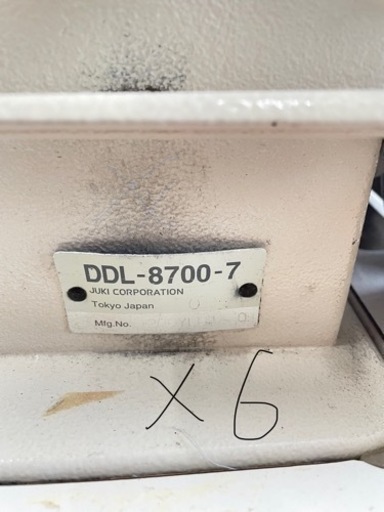 DDL-8700-7
JUKI CORPORATION
Tokyo Japan
Mfg.No.
X6